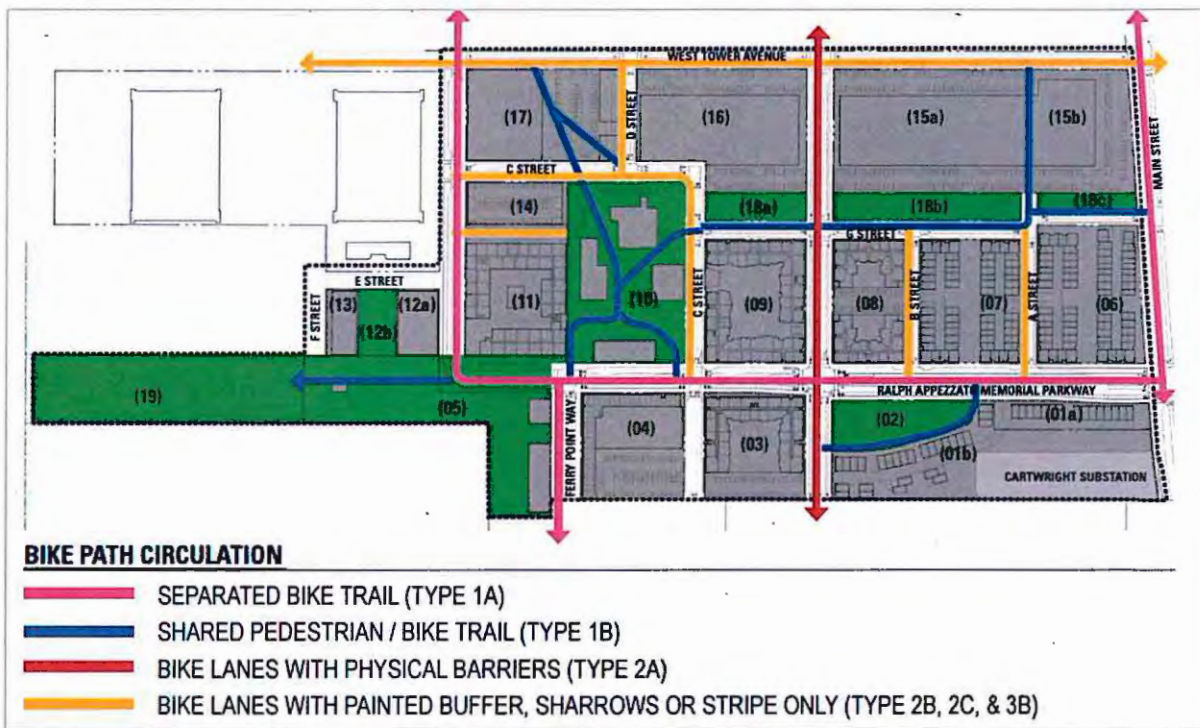 WEST TOWER AVENUE
(17)
D STREET
(16)
(15a)
(15b)
MAIN STREET
C STREET
(14)
(18a)
(18b)
(18c)
G STREET
E STREET
F STREET
(13)
(12a)
(12b)
(11)
(10)
C STREET
(09)
(08)
B STREET
(07)
A STREET
(06)
(19)
(05)
RALPH APPEZZATO MEMORIAL PARKWAY
FERRY POINT WAY
(04)
(03)
(02)
(01a)
(01b)
CARTWRIGHT SUBSTATION
BIKE PATH CIRCULATION
SEPARATED BIKE TRAIL (TYPE 1A)
SHARED PEDESTRIAN / BIKE TRAIL (TYPE 1B)
BIKE LANES WITH PHYSICAL BARRIERS (TYPE 2A)
BIKE LANES WITH PAINTED BUFFER, SHARROWS OR STRIPE ONLY (TYPE 2B, 2C, & 3B)